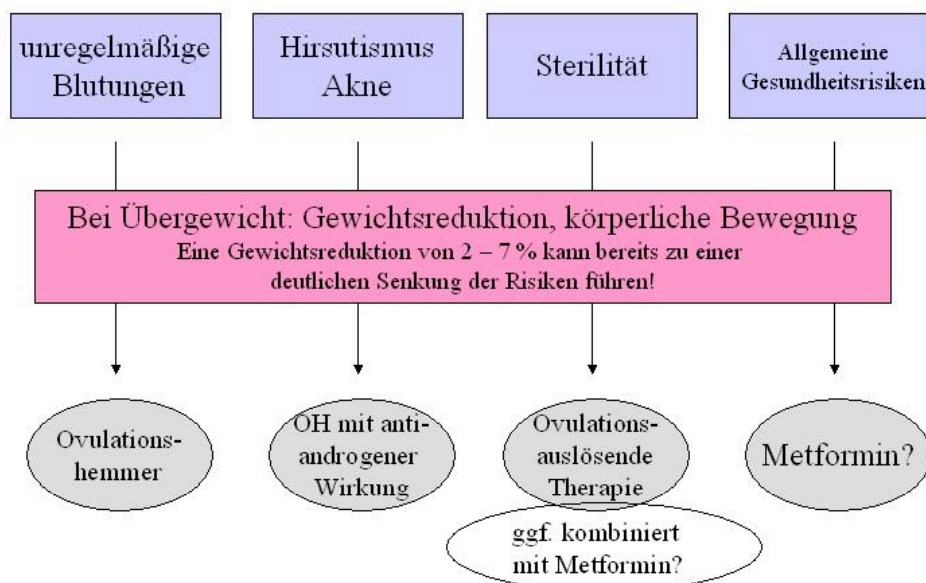 unregelmäßige
Blutungen
Hirsutismus
Akne
Sterilität
Allgemeine
Gesundheitsrisiken
Bei Übergewicht: Gewichtsreduktion, körperliche Bewegung
Eine Gewichtsreduktion von 2 – 7 % kann bereits zu einer
deutlichen Senkung der Risiken führen!
Ovulations-
hemmer
OH mit anti-
androgener
Wirkung
Ovulations-
auslösende
Therapie
ggf. kombiniert
mit Metformin?
Metformin?